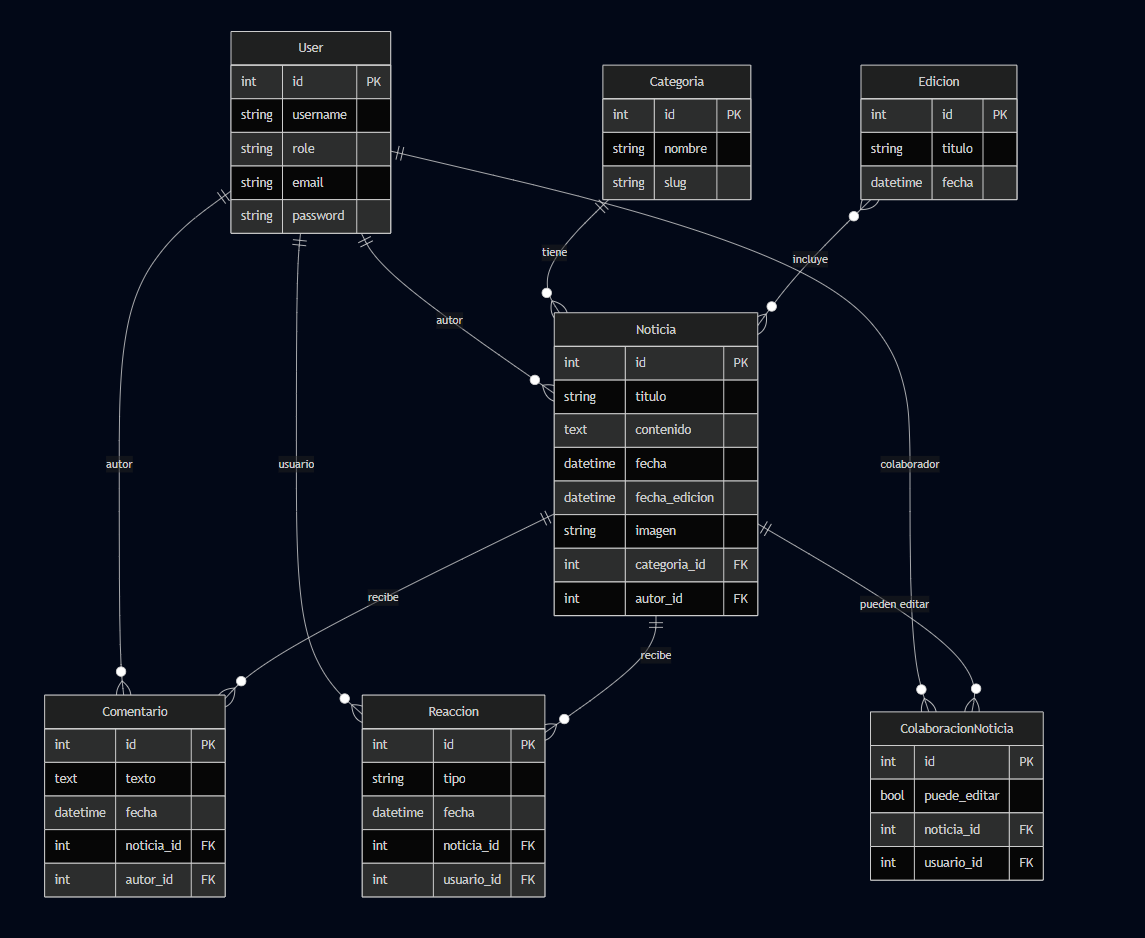 User
int id PK
string username
string role
string email
string password
Categoria
int id PK
string nombre
string slug
Edicion
int id PK
string titulo
datetime fecha
tiene
incluye
autor
Noticia
int id PK
string titulo
text contenido
datetime fecha
datetime fecha_edicion
string imagen
int categoria_id FK
int autor_id FK
autor
usuario
colaborador
recibe
pueden editar
recibe
Comentario
int id PK
text texto
datetime fecha
int noticia_id FK
int autor_id FK
Reaccion
int id PK
string tipo
datetime fecha
int noticia_id FK
int usuario_id FK
ColaboracionNoticia
int id PK
bool puede_editar
int noticia_id FK
int usuario_id FK